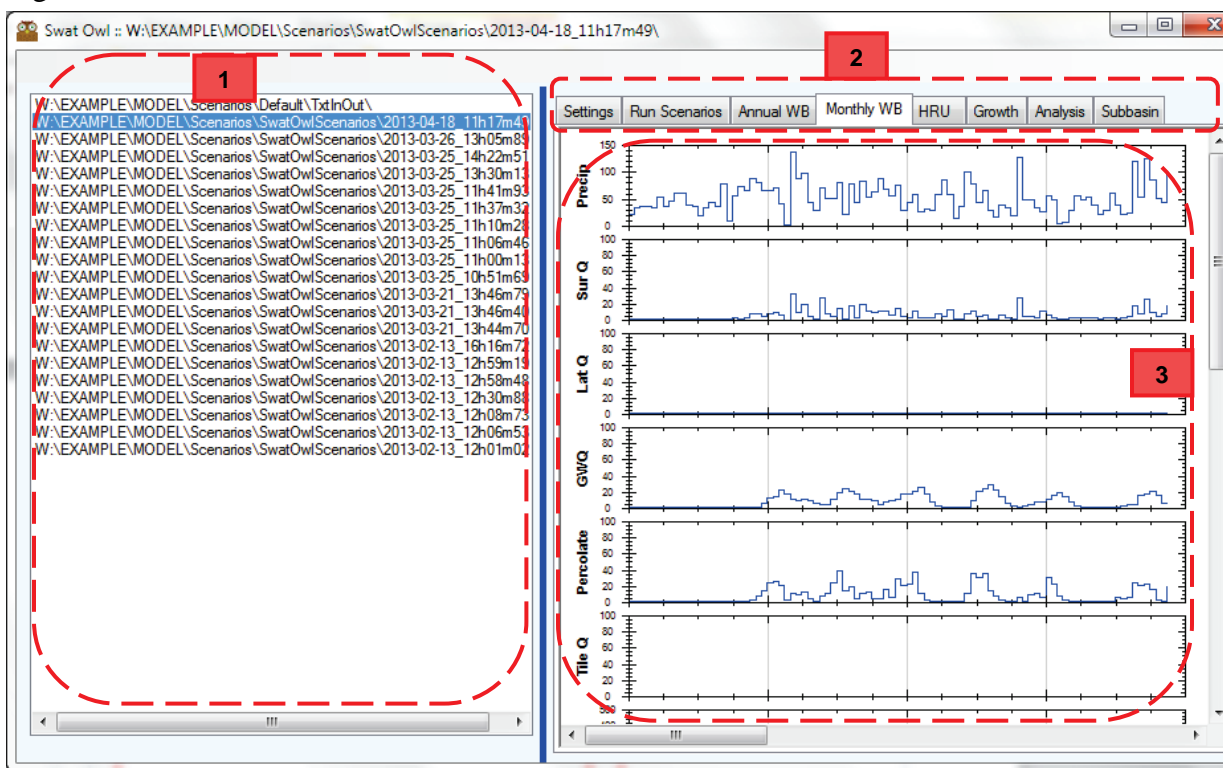 Swat Owl :: W:\EXAMPLE\MODEL\Scenarios\SwatOwlScenarios\2013-04-18_11h17m49\
1
W:\EXAMPLE\MODEL\Scenarios\Default\TxtInOut\
W:\EXAMPLE\MODEL\Scenarios\SwatOwlScenarios\2013-04-18_11h17m49
W:\EXAMPLE\MODEL\Scenarios\SwatOwlScenarios\2013-03-26_13h05m89
W:\EXAMPLE\MODEL\Scenarios\SwatOwlScenarios\2013-03-25_14h22m51
W:\EXAMPLE\MODEL\Scenarios\SwatOwlScenarios\2013-03-25_13h30m13
W:\EXAMPLE\MODEL\Scenarios\SwatOwlScenarios\2013-03-25_11h41m93
W:\EXAMPLE\MODEL\Scenarios\SwatOwlScenarios\2013-03-25_11h37m32
W:\EXAMPLE\MODEL\Scenarios\SwatOwlScenarios\2013-03-25_11h10m28
W:\EXAMPLE\MODEL\Scenarios\SwatOwlScenarios\2013-03-25_11h06m46
W:\EXAMPLE\MODEL\Scenarios\SwatOwlScenarios\2013-03-25_11h00m13
W:\EXAMPLE\MODEL\Scenarios\SwatOwlScenarios\2013-03-25_10h51m69
W:\EXAMPLE\MODEL\Scenarios\SwatOwlScenarios\2013-03-21_13h46m79
W:\EXAMPLE\MODEL\Scenarios\SwatOwlScenarios\2013-03-21_13h46m40
W:\EXAMPLE\MODEL\Scenarios\SwatOwlScenarios\2013-03-21_13h44m70
W:\EXAMPLE\MODEL\Scenarios\SwatOwlScenarios\2013-02-13_16h16m72
W:\EXAMPLE\MODEL\Scenarios\SwatOwlScenarios\2013-02-13_12h59m19
W:\EXAMPLE\MODEL\Scenarios\SwatOwlScenarios\2013-02-13_12h58m48
W:\EXAMPLE\MODEL\Scenarios\SwatOwlScenarios\2013-02-13_12h30m88
W:\EXAMPLE\MODEL\Scenarios\SwatOwlScenarios\2013-02-13_12h08m73
W:\EXAMPLE\MODEL\Scenarios\SwatOwlScenarios\2013-02-13_12h06m53
W:\EXAMPLE\MODEL\Scenarios\SwatOwlScenarios\2013-02-13_12h01m02
2
Settings Run Scenarios Annual WB Monthly WB HRU Growth Analysis Subbasin
Precip
150
100
50
0
Sur Q
100
80
60
40
20
0
Lat Q
100
80
60
40
20
0
3
GWQ
100
80
60
40
20
0
Percolate
100
80
60
40
20
0
Tile Q
100
80
60
40
20
0